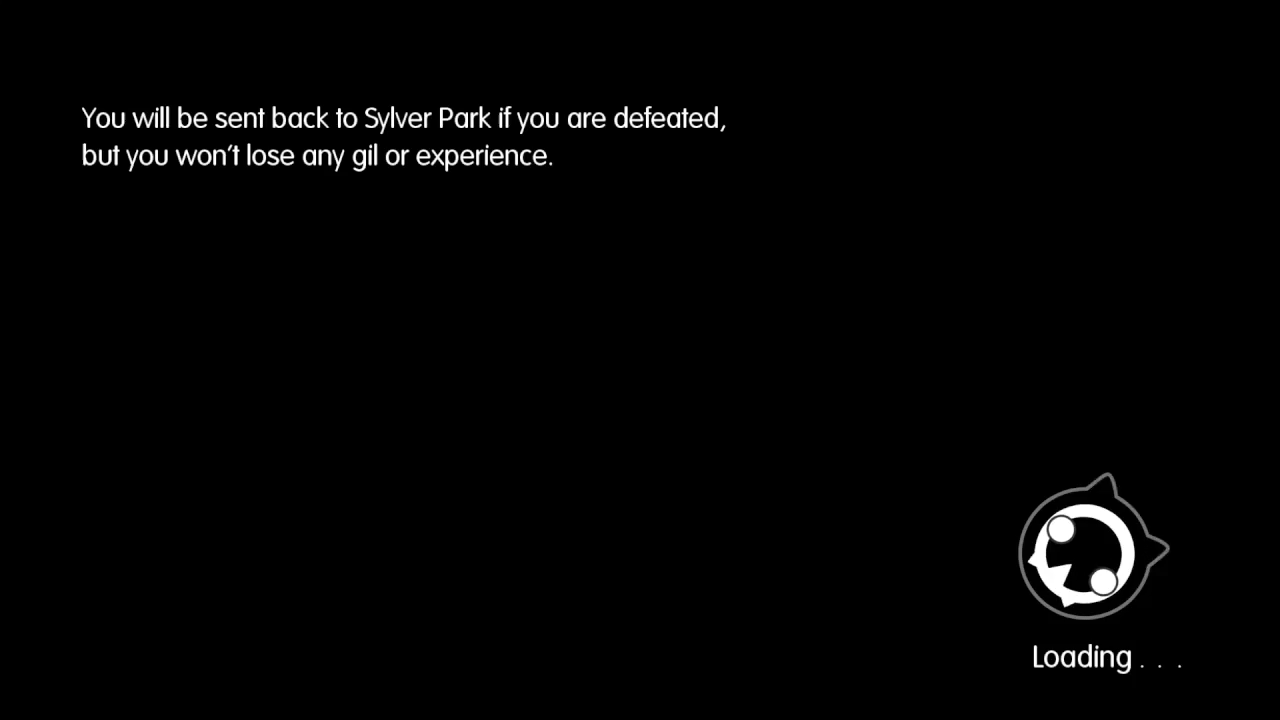 You will be sent back to Sylver Park if you are defeated,
but you won't lose any gil or experience.
Loading . . .